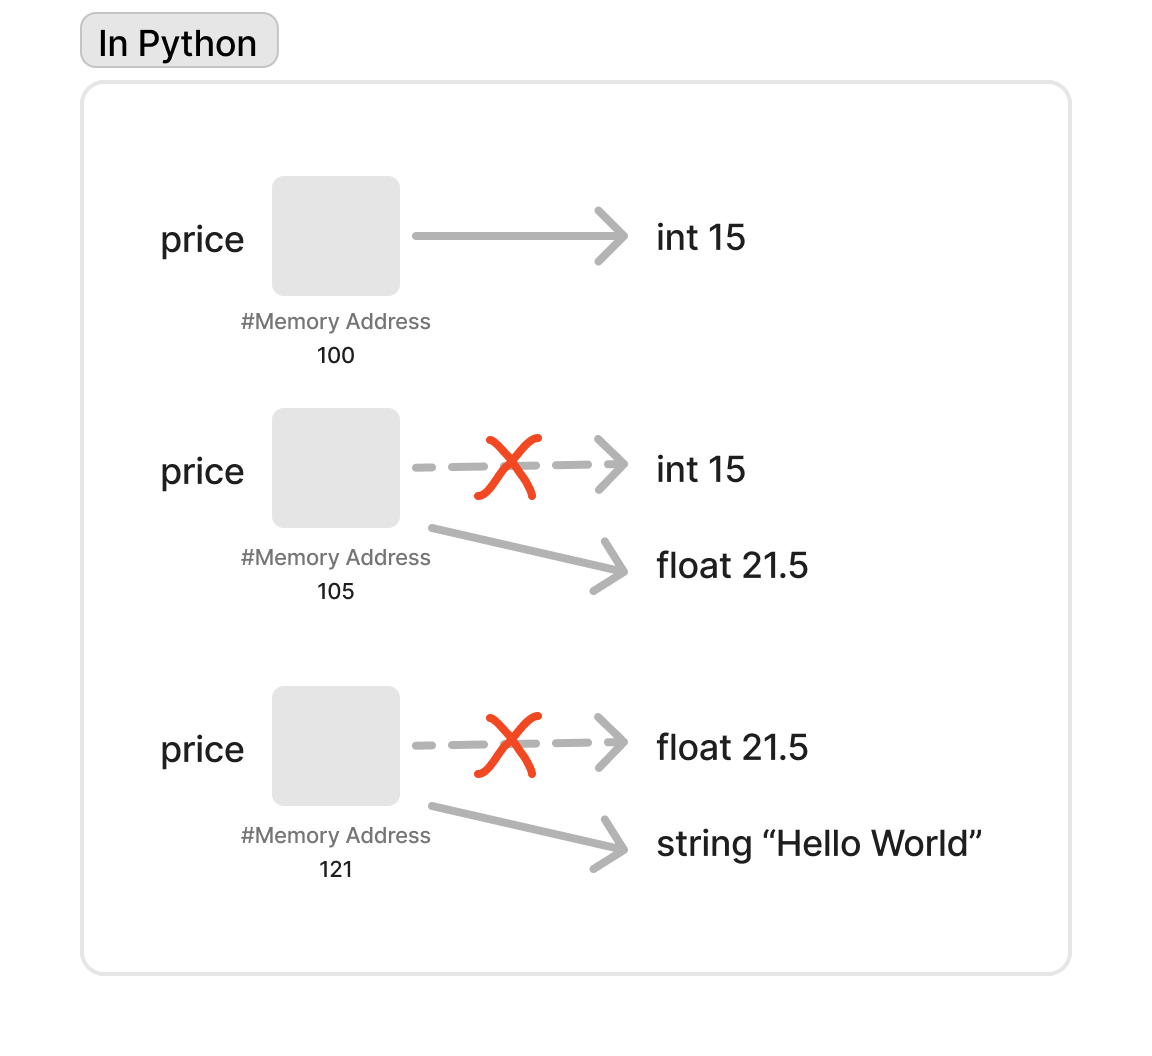 In Python
price
int 15
#Memory Address
100
price
int 15
float 21.5
#Memory Address
105
price
float 21.5
string “Hello World”
#Memory Address
121